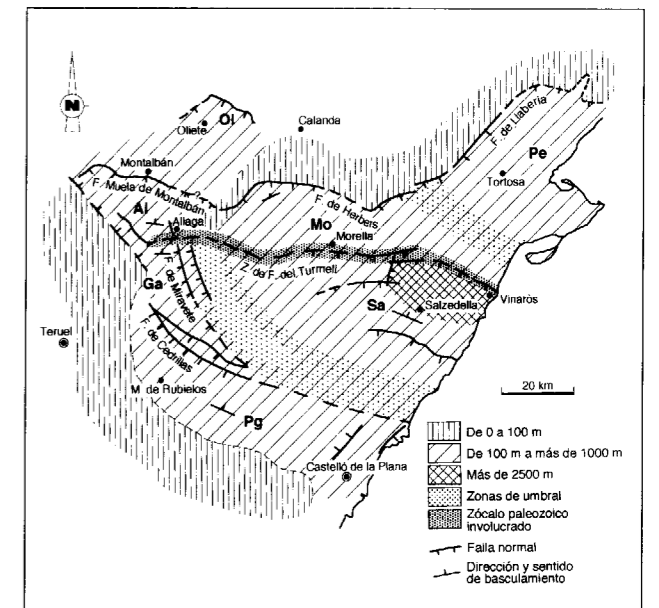 N
Ol
Oliete
Calanda
F. de Llabería
Pe
Montalbán
Tortosa
F. Muela de Montalbán
F. de Herbers
Al
Aliaga
Mo
Morella
Z. de F. del Turmell
F. de Miravete
Ga
Vinaròs
Sa
Salzedella
Teruel
F. de Cedrillas
M. de Rubielos
20 km
Pg
Castelló de la Plana
De 0 a 100 m
De 100 m a más de 1000 m
Más de 2500 m
Zonas de umbral
Zócalo paleozoico
involucrado
Falla normal
Dirección y sentido
de basculamiento